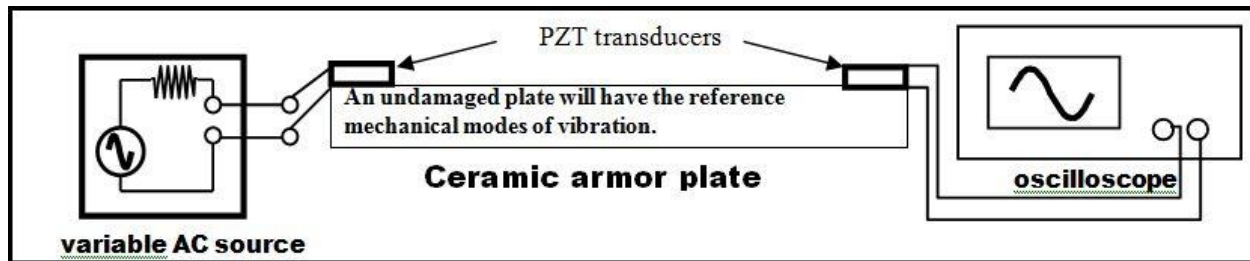 PZT transducers
An undamaged plate will have the reference
mechanical modes of vibration.
Ceramic armor plate
oscilloscope
variable AC source